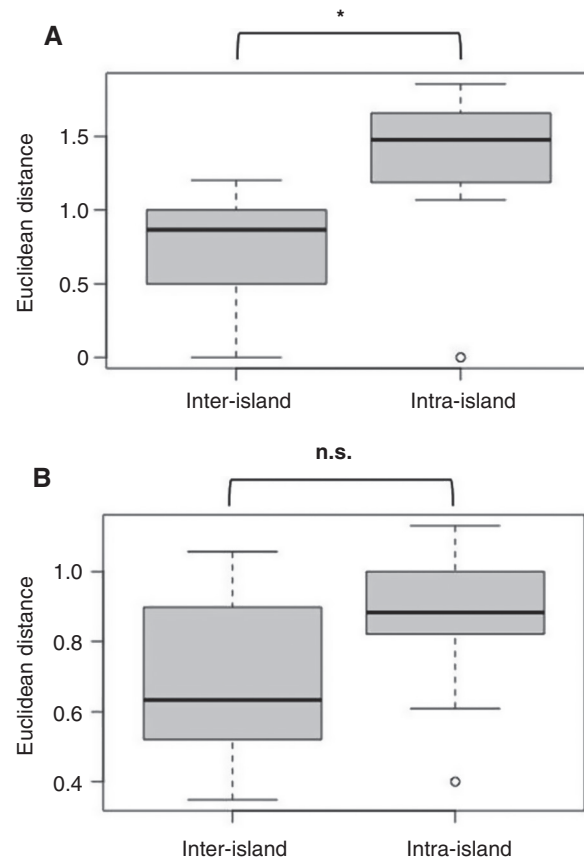 A
*
Euclidean distance
1.5
1.0
0.5
0
Inter-island Intra-island
B
n.s.
Euclidean distance
1.0
0.8
0.6
0.4
Inter-island Intra-island